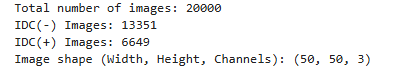 Total number of images: 20000
IDC(-) Images: 13351
IDC(+) Images: 6649
Image shape (Width, Height, Channels): (50, 50, 3)